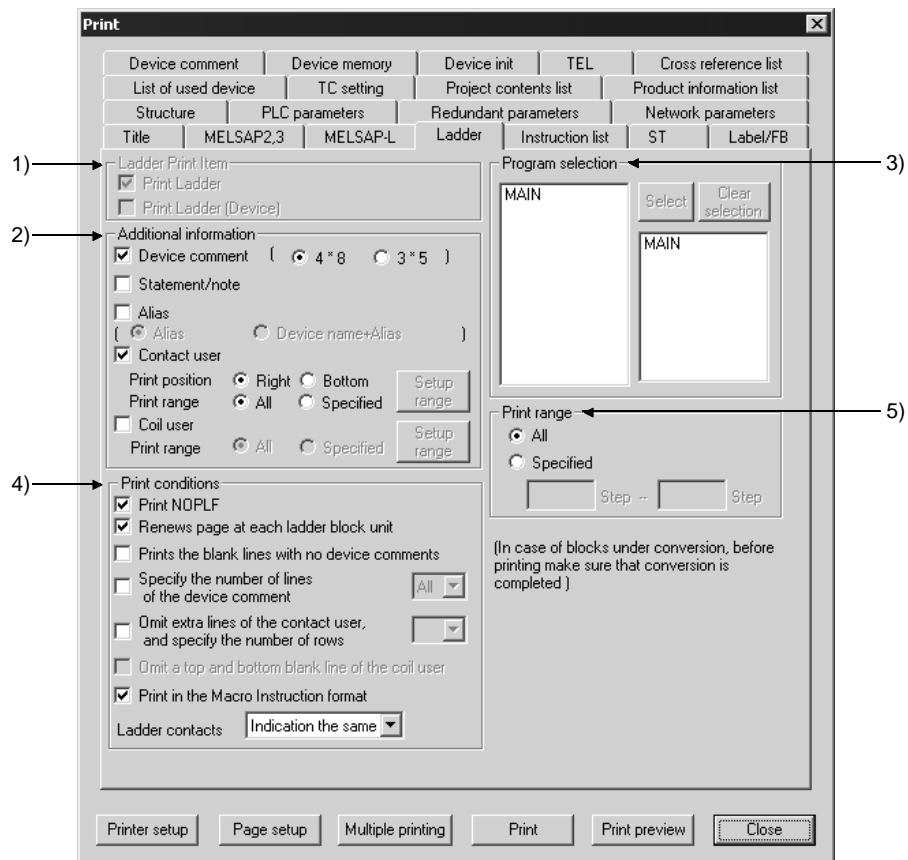 Print
Device comment Device memory Device init TEL Cross reference list
List of used device TC setting Project contents list Product information list
Structure PLC parameters Redundant parameters Network parameters
Title MELSAP2,3 MELSAP-L Ladder Instruction list ST Label/FB
1)
Ladder Print Item
Print Ladder
Print Ladder (Device)
2)
Additional information
Device comment ( 4 * 8 3 * 5 )
Statement/note
Alias
( Alias Device name+Alias )
Contact user
Print position Right Bottom
Print range All Specified
Setup
range
Coil user
Print range All Specified
Setup
range
4)
Print conditions
Print NOPLF
Renews page at each ladder block unit
Prints the blank lines with no device comments
Specify the number of lines
of the device comment
All
Omit extra lines of the contact user,
and specify the number of rows
Omit a top and bottom blank line of the coil user
Print in the Macro Instruction format
Ladder contacts Indication the same
3)
Program selection
MAIN
Select
Clear
selection
MAIN
5)
Print range
All
Specified
Step -- Step
(In case of blocks under conversion, before
printing make sure that conversion is
completed )
Printer setup Page setup Multiple printing Print Print preview Close